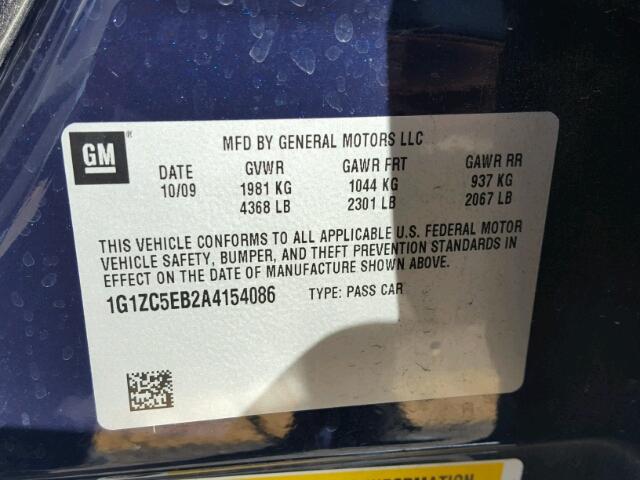 GM
MFD BY GENERAL MOTORS LLC
DATE GVWR GAWR FRT GAWR RR
10/09 1981 KG 1044 KG 937 KG
4368 LB 2301 LB 2067 LB
THIS VEHICLE CONFORMS TO ALL APPLICABLE U.S. FEDERAL MOTOR
VEHICLE SAFETY, BUMPER, AND THEFT PREVENTION STANDARDS IN
EFFECT ON THE DATE OF MANUFACTURE SHOWN ABOVE.
1G1ZC5EB2A4154086 TYPE: PASS CAR
INFORMATION